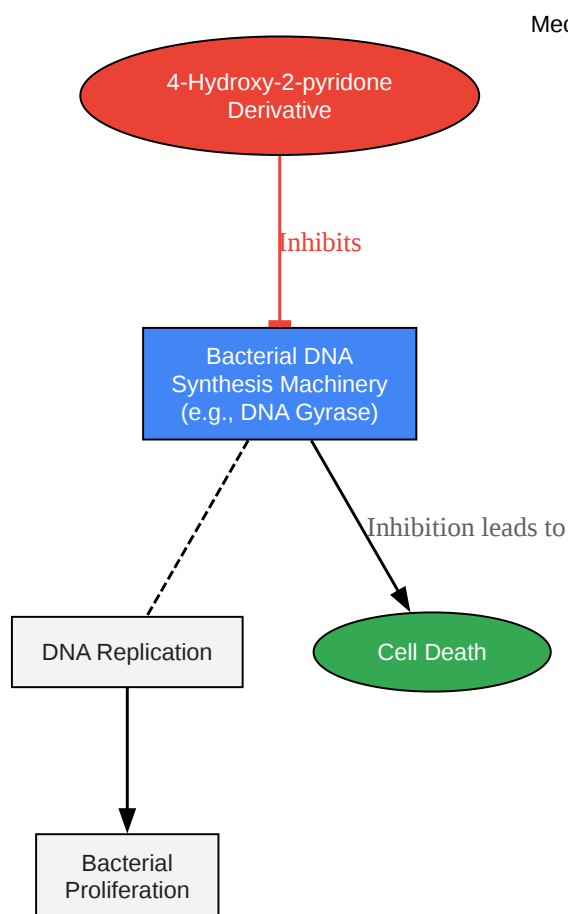 Mec
4-Hydroxy-2-pyridone
Derivative
Inhibits
Bacterial DNA
Synthesis Machinery
(e.g., DNA Gyrase)
Inhibition leads to
DNA Replication
Cell Death
Bacterial
Proliferation